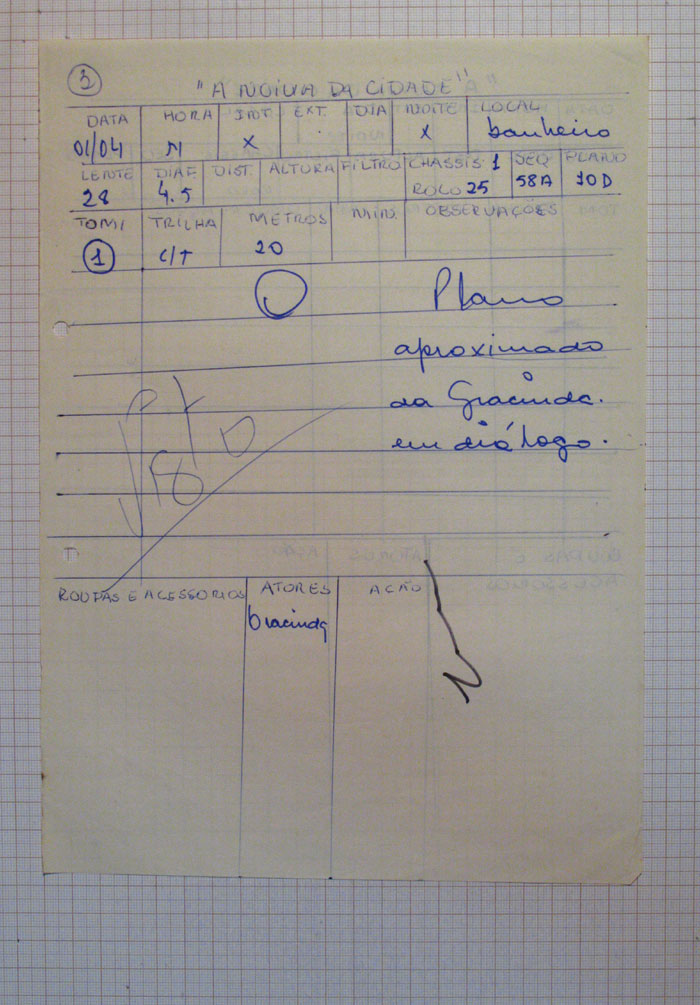 3
"A NOIVA DA CIDADE" A"
DATA HORA INT. EXT. DIA NOITE LOCAL
01/04 N X X banheiro
LENTE DIAF. DIST. ALTURA FILTRO CHASSIS 1 SEQ PLANO
28 4.5 ROLO 25 58A 10D
TOMI TRILHA METROS MIN. OBSERVAÇÕES
1 C/T 20
Plano
aproximado
da Gracinda.
em diálogo.
ROUPAS E ACESSORIOS ATORES AÇÃO
Gracinda